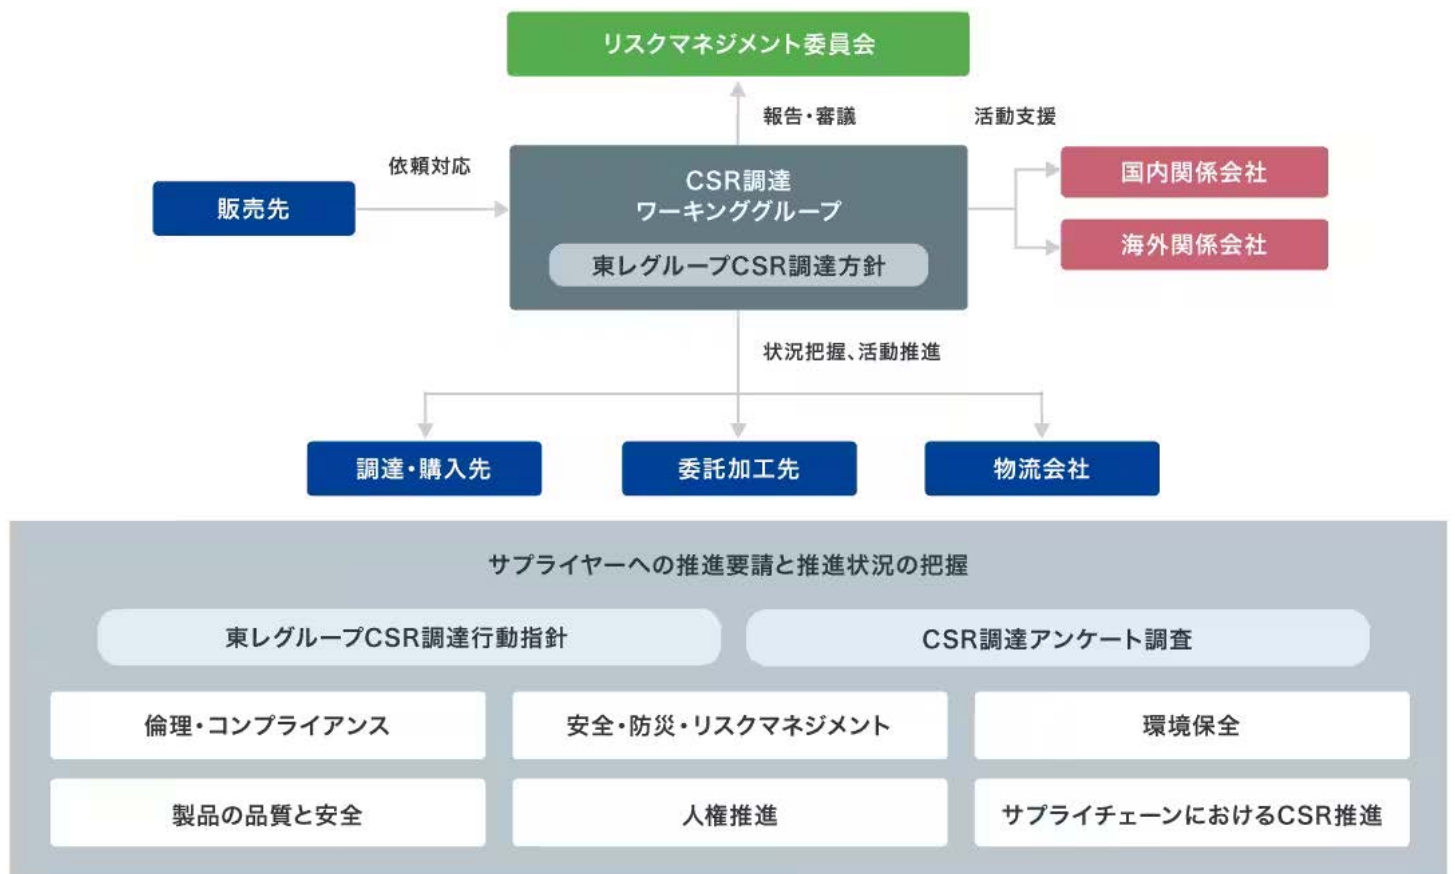 リスクマネジメント委員会
報告・審議
活動支援
依頼対応
販売先
CSR調達
ワーキンググループ
東レグループCSR調達方針
国内関係会社
海外関係会社
状況把握、活動推進
調達・購入先
委託加工先
物流会社
サプライヤーへの推進要請と推進状況の把握
東レグループCSR調達行動指針
CSR調達アンケート調査
倫理・コンプライアンス
安全・防災・リスクマネジメント
環境保全
製品の品質と安全
人権推進
サプライチェーンにおけるCSR推進